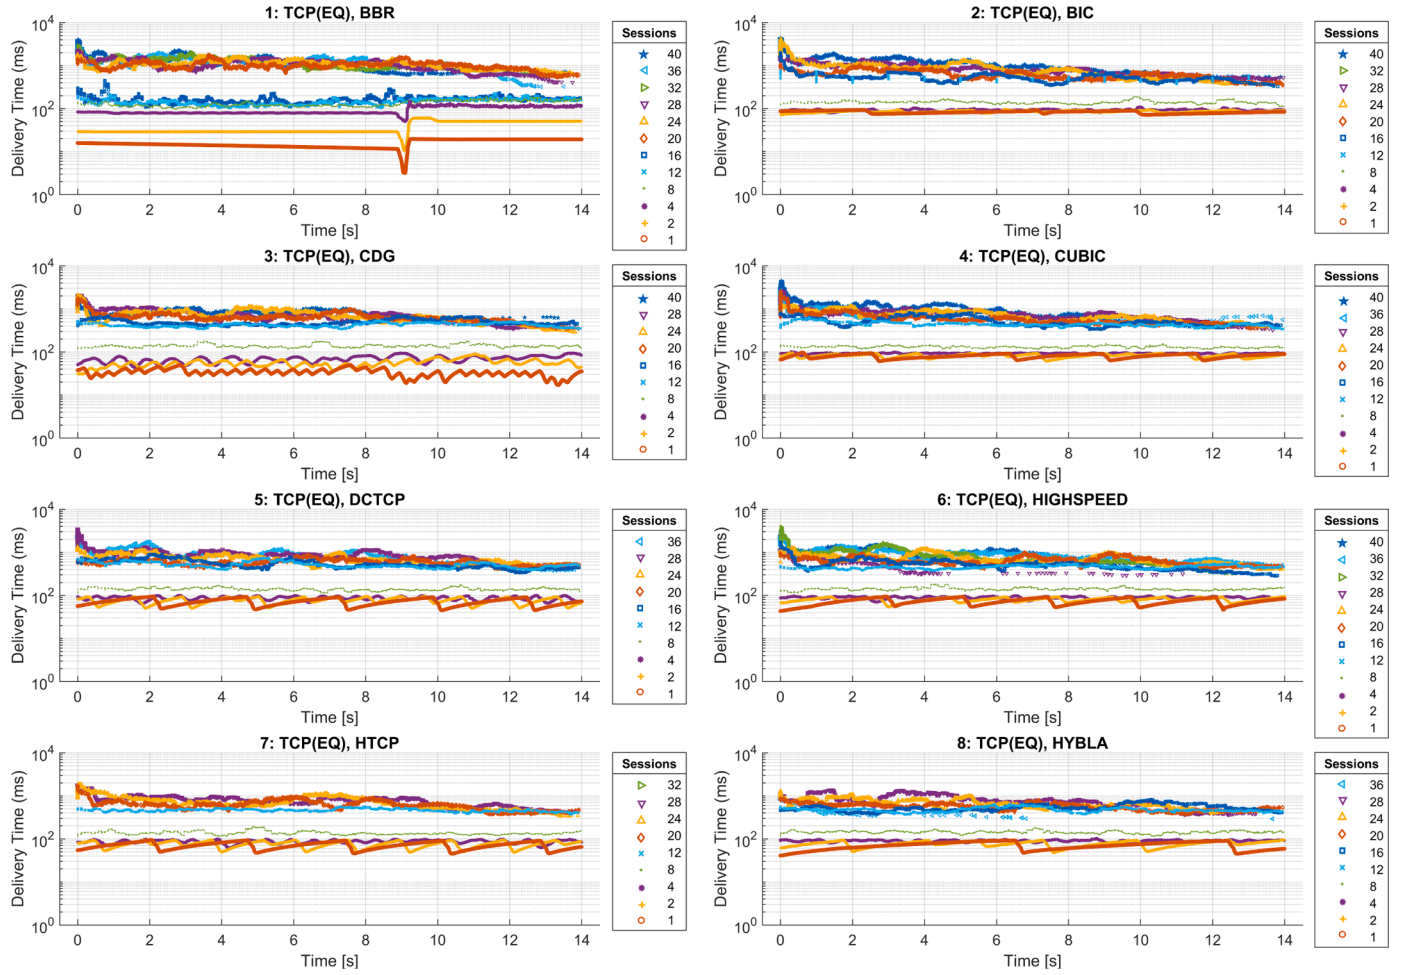 1: TCP(EQ), BBR
Delivery Time (ms)
10^4
10^2
10^0
0 2 4 6 8 10 12 14
Time [s]
Sessions
40
36
32
28
24
20
16
12
8
4
2
1
2: TCP(EQ), BIC
Delivery Time (ms)
10^4
10^2
10^0
0 2 4 6 8 10 12 14
Time [s]
Sessions
40
32
28
24
20
16
12
8
4
2
1
3: TCP(EQ), CDG
Delivery Time (ms)
10^4
10^2
10^0
0 2 4 6 8 10 12 14
Time [s]
Sessions
40
28
24
20
16
12
8
4
2
1
4: TCP(EQ), CUBIC
Delivery Time (ms)
10^4
10^2
10^0
0 2 4 6 8 10 12 14
Time [s]
Sessions
40
36
28
24
20
16
12
8
4
2
1
5: TCP(EQ), DCTCP
Delivery Time (ms)
10^4
10^2
10^0
0 2 4 6 8 10 12 14
Time [s]
Sessions
36
28
24
20
16
12
8
4
2
1
6: TCP(EQ), HIGHSPEED
Delivery Time (ms)
10^4
10^2
10^0
0 2 4 6 8 10 12 14
Time [s]
Sessions
40
36
32
28
24
20
16
12
8
4
2
1
7: TCP(EQ), HTCP
Delivery Time (ms)
10^4
10^2
10^0
0 2 4 6 8 10 12 14
Time [s]
Sessions
32
28
24
20
12
8
4
2
1
8: TCP(EQ), HYBLA
Delivery Time (ms)
10^4
10^2
10^0
0 2 4 6 8 10 12 14
Time [s]
Sessions
36
28
24
20
16
12
8
4
2
1